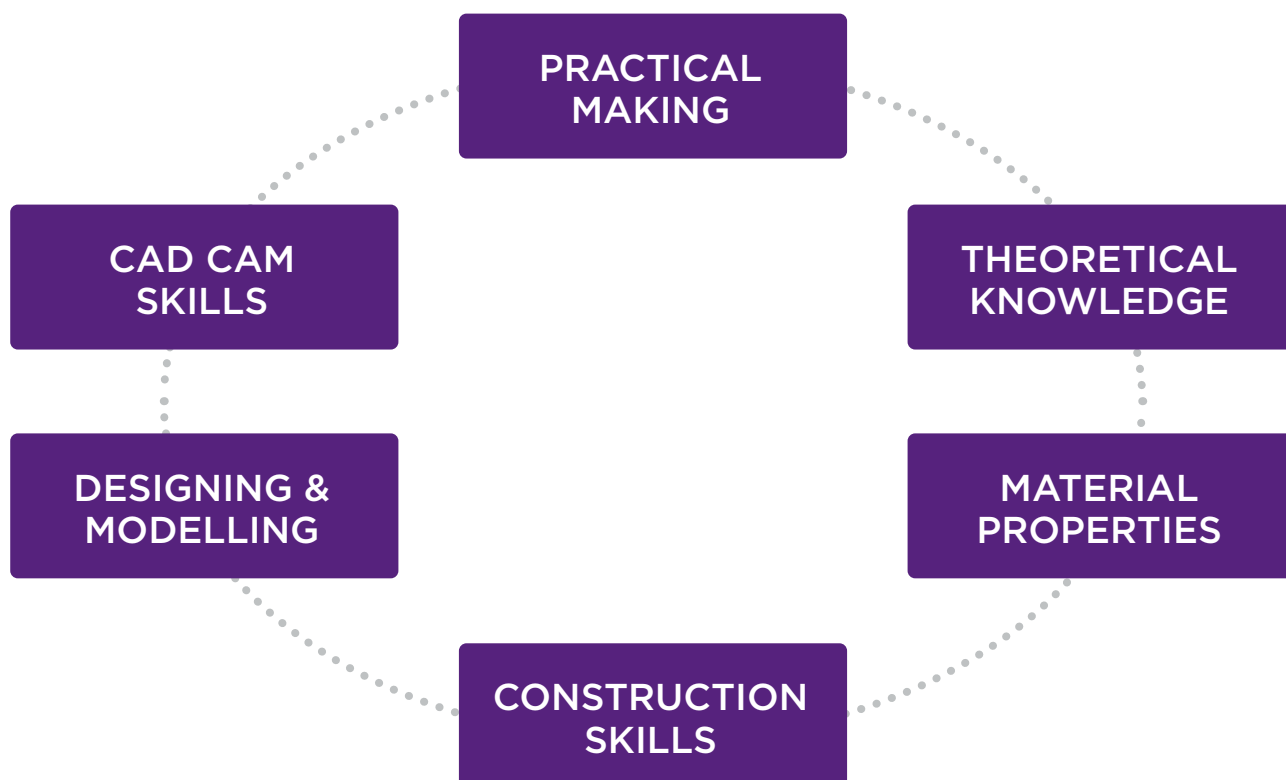 PRACTICAL
MAKING
CAD CAM
SKILLS
THEORETICAL
KNOWLEDGE
DESIGNING &
MODELLING
MATERIAL
PROPERTIES
CONSTRUCTION
SKILLS